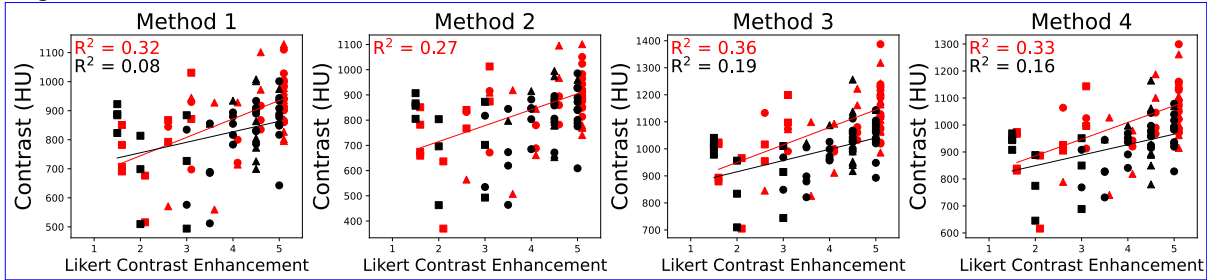 Method 1
R² = 0.32
R² = 0.08
Contrast (HU)
1100
1000
900
800
700
600
500
1 2 3 4 5
Likert Contrast Enhancement
Method 2
R² = 0.27
Contrast (HU)
1100
1000
900
800
700
600
500
400
1 2 3 4 5
Likert Contrast Enhancement
Method 3
R² = 0.36
R² = 0.19
Contrast (HU)
1400
1300
1200
1100
1000
900
800
700
1 2 3 4 5
Likert Contrast Enhancement
Method 4
R² = 0.33
R² = 0.16
Contrast (HU)
1300
1200
1100
1000
900
800
700
600
1 2 3 4 5
Likert Contrast Enhancement